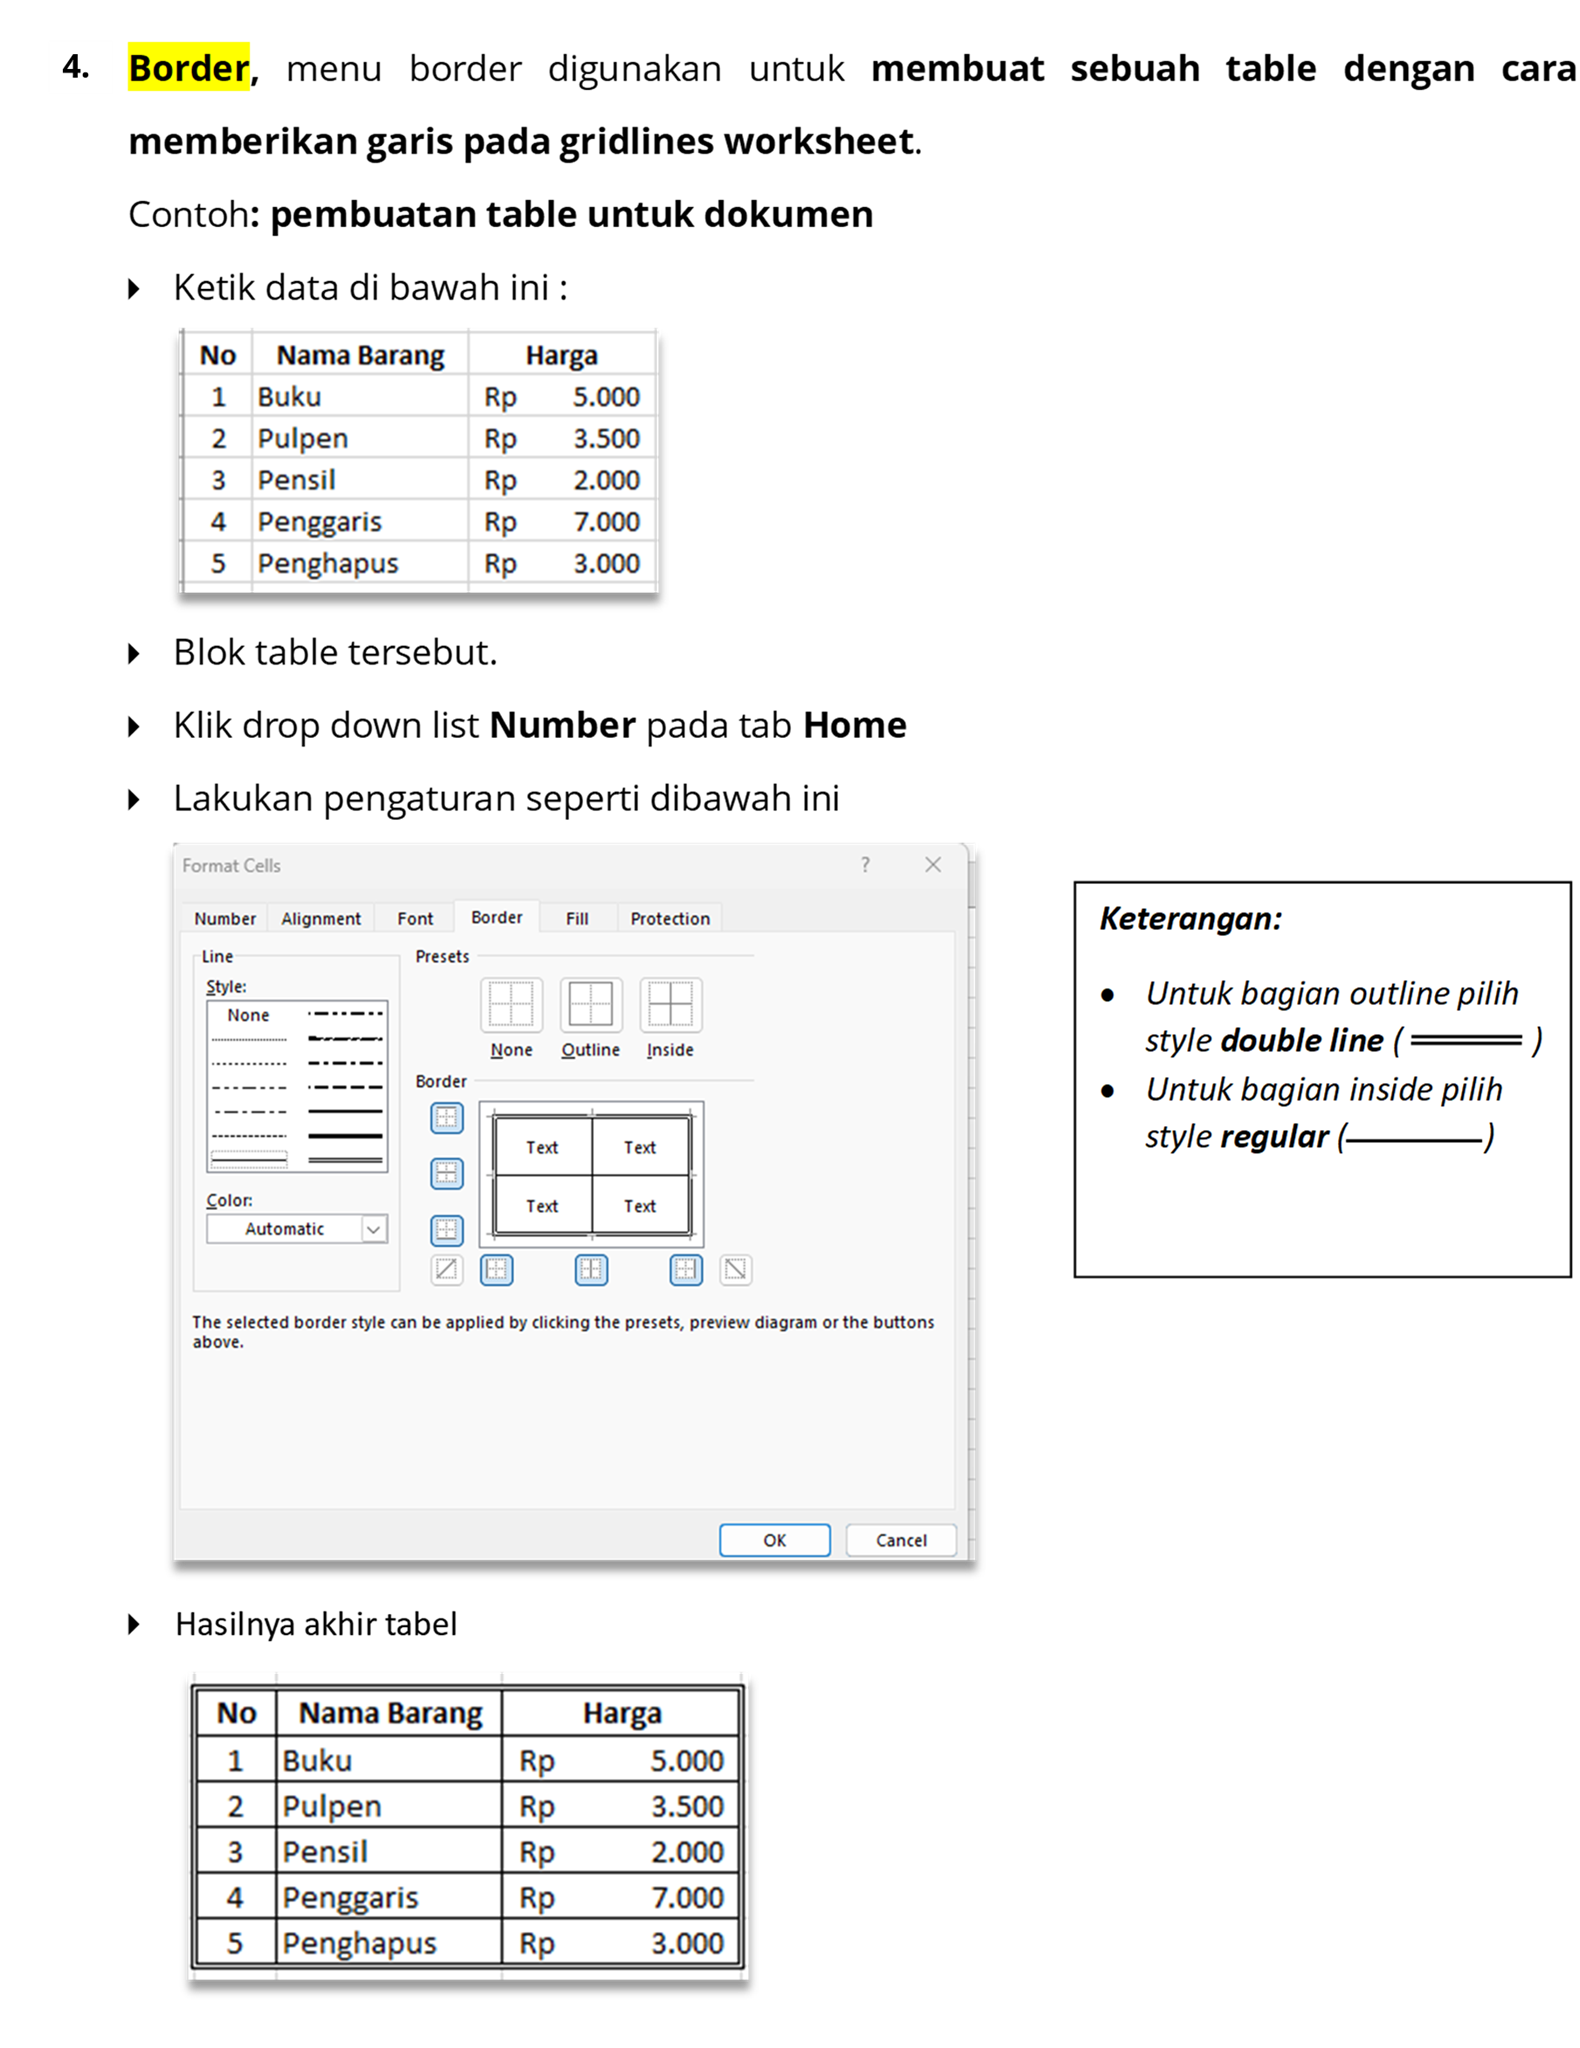 4. Border, menu border digunakan untuk membuat sebuah table dengan cara
memberikan garis pada gridlines worksheet.
Contoh: pembuatan table untuk dokumen
Ketik data di bawah ini :
No Nama Barang Harga
1 Buku Rp 5.000
2 Pulpen Rp 3.500
3 Pensil Rp 2.000
4 Penggaris Rp 7.000
5 Penghapus Rp 3.000
Blok table tersebut.
Klik drop down list Number pada tab Home
Lakukan pengaturan seperti dibawah ini
Format Cells ?
Number Alignment Font Border Fill Protection
Line
Style:
None
Color:
Automatic
Presets
None Outline Inside
Border
Text Text
Text Text
The selected border style can be applied by clicking the presets, preview diagram or the buttons
above.
OK Cancel
Keterangan:
• Untuk bagian outline pilih
style double line ( )
• Untuk bagian inside pilih
style regular ( )
Hasilnya akhir tabel
No Nama Barang Harga
1 Buku Rp 5.000
2 Pulpen Rp 3.500
3 Pensil Rp 2.000
4 Penggaris Rp 7.000
5 Penghapus Rp 3.000